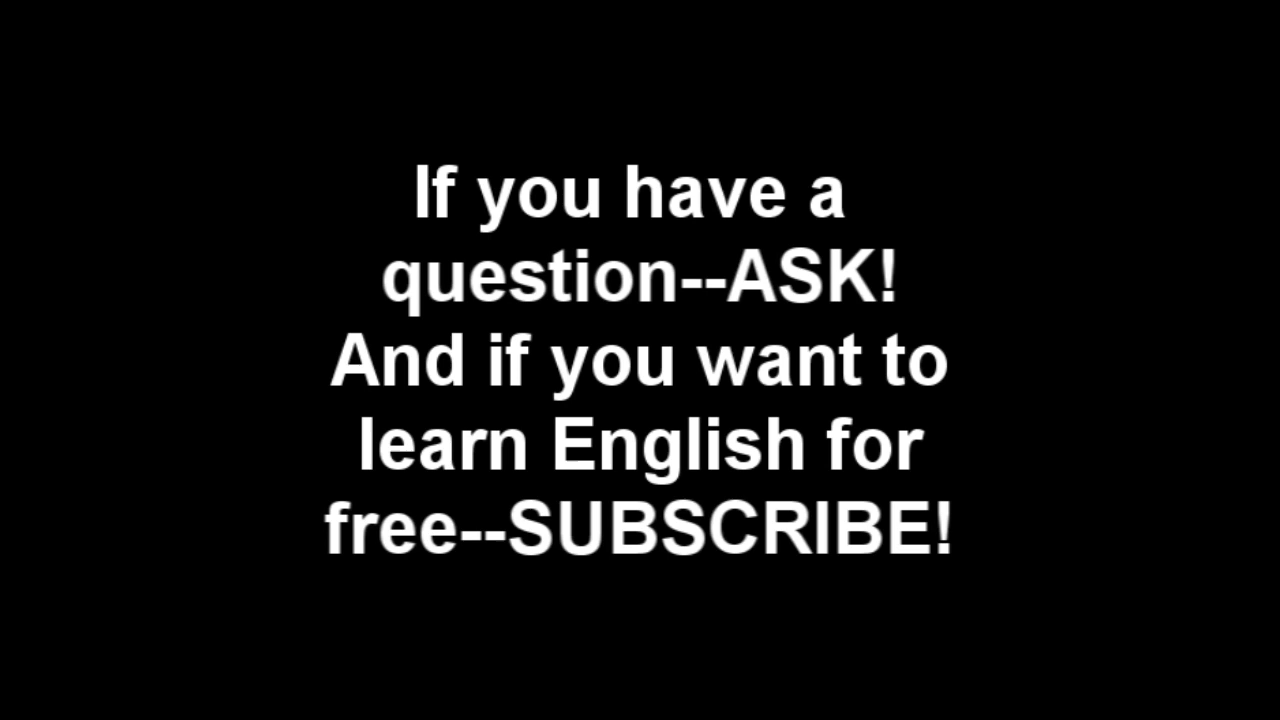 If you have a
question--ASK!
And if you want to
learn English for
free--SUBSCRIBE!